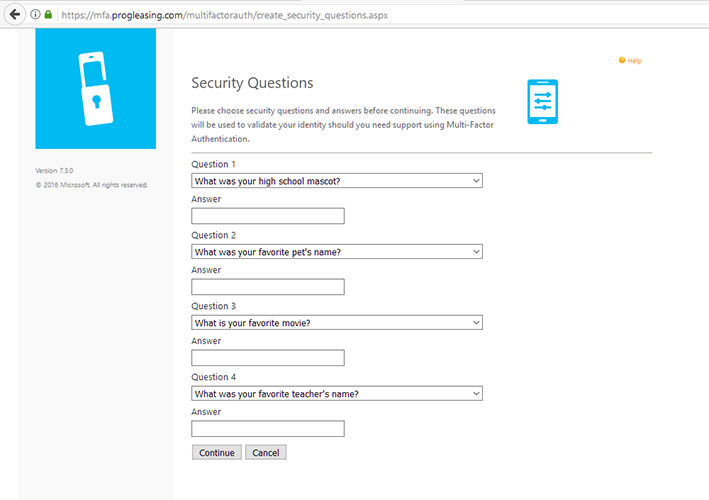 https://mfa.progleasing.com/multifactorauth/create_security_questions.aspx
Help
Security Questions
Please choose security questions and answers before continuing. These questions
will be used to validate your identity should you need support using Multi-Factor
Authentication.
Version 7.3.0
© 2016 Microsoft. All rights reserved.
Question 1
What was your high school mascot?
Answer
Question 2
What was your favorite pet's name?
Answer
Question 3
What is your favorite movie?
Answer
Question 4
What was your favorite teacher's name?
Answer
Continue Cancel